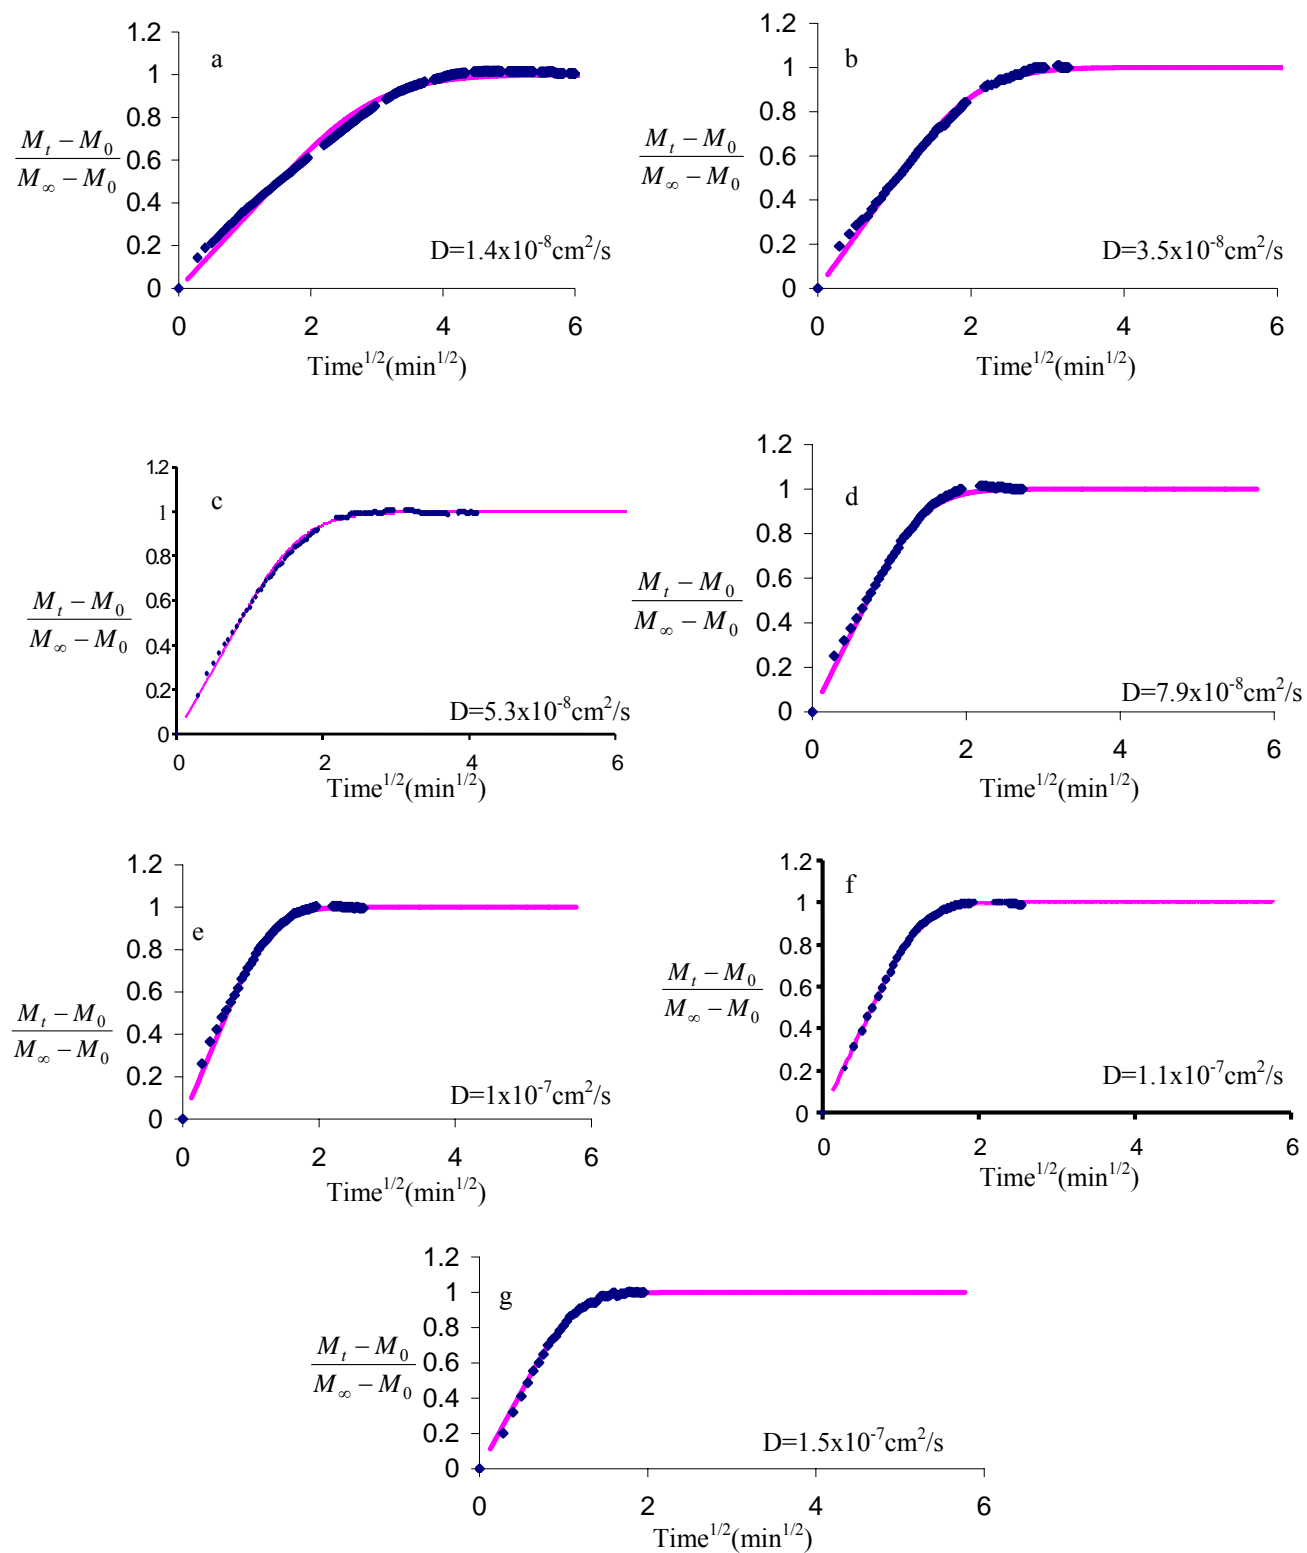 a
1.2
1
0.8
0.6
0.4
0.2
0
M_t − M_0
M_∞ − M_0
D=1.4x10^-8cm^2/s
0 2 4 6
Time^1/2(min^1/2)
b
1.2
1
0.8
0.6
0.4
0.2
0
M_t − M_0
M_∞ − M_0
D=3.5x10^-8cm^2/s
0 2 4 6
Time^1/2(min^1/2)
c
1.2
1
0.8
0.6
0.4
0.2
0
M_t − M_0
M_∞ − M_0
D=5.3x10^-8cm^2/s
0 2 4 6
Time^1/2(min^1/2)
d
1.2
1
0.8
0.6
0.4
0.2
0
M_t − M_0
M_∞ − M_0
D=7.9x10^-8cm^2/s
0 2 4 6
Time^1/2(min^1/2)
e
1.2
1
0.8
0.6
0.4
0.2
0
M_t − M_0
M_∞ − M_0
D=1x10^-7cm^2/s
0 2 4 6
Time^1/2(min^1/2)
f
1.2
1
0.8
0.6
0.4
0.2
0
M_t − M_0
M_∞ − M_0
D=1.1x10^-7cm^2/s
0 2 4 6
Time^1/2(min^1/2)
g
1.2
1
0.8
0.6
0.4
0.2
0
M_t − M_0
M_∞ − M_0
D=1.5x10^-7cm^2/s
0 2 4 6
Time^1/2(min^1/2)